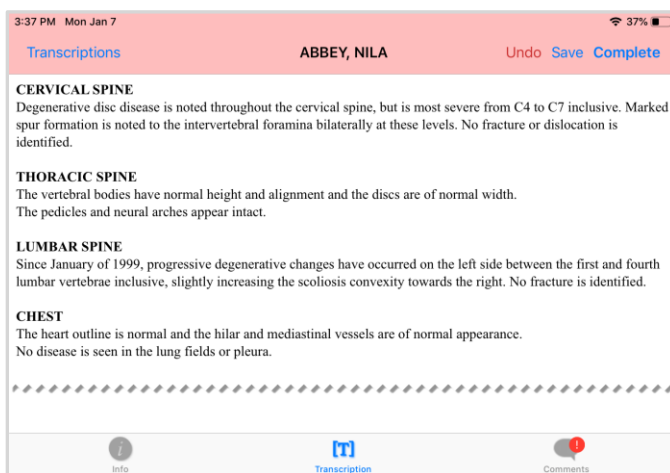 3:37 PM Mon Jan 7 37%
Transcriptions ABBEY, NILA Undo Save Complete
CERVICAL SPINE
Degenerative disc disease is noted throughout the cervical spine, but is most severe from C4 to C7 inclusive. Marked
spur formation is noted to the intervertebral foramina bilaterally at these levels. No fracture or dislocation is
identified.
THORACIC SPINE
The vertebral bodies have normal height and alignment and the discs are of normal width.
The pedicles and neural arches appear intact.
LUMBAR SPINE
Since January of 1999, progressive degenerative changes have occurred on the left side between the first and fourth
lumbar vertebrae inclusive, slightly increasing the scoliosis convexity towards the right. No fracture is identified.
CHEST
The heart outline is normal and the hilar and mediastinal vessels are of normal appearance.
No disease is seen in the lung fields or pleura.
i [T] !
Info Transcription Comments